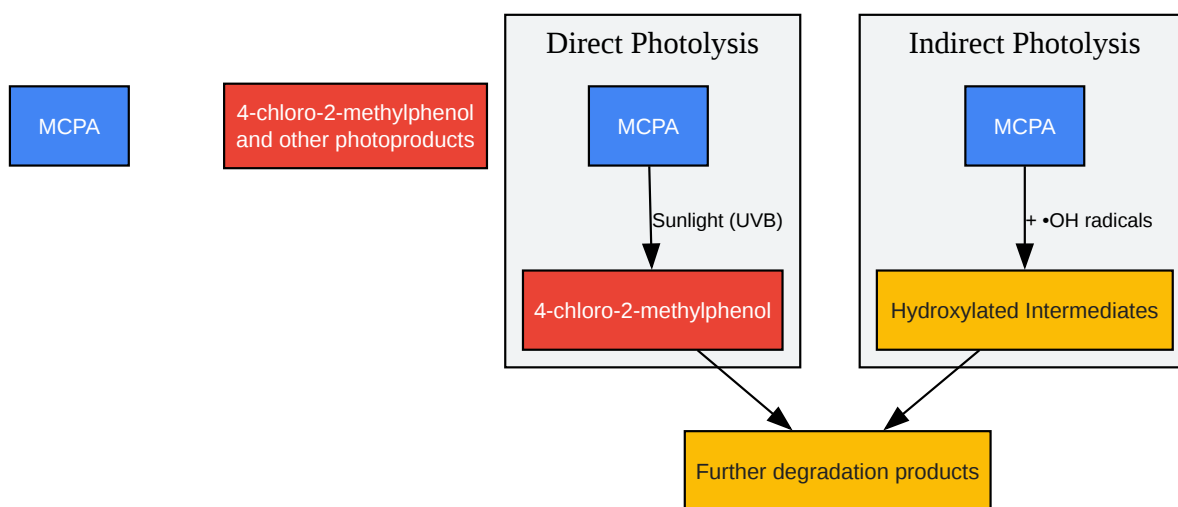 MCPA
4-chloro-2-methylphenol
and other photoproducts
Direct Photolysis
MCPA
Sunlight (UVB)
4-chloro-2-methylphenol
Indirect Photolysis
MCPA
+ •OH radicals
Hydroxylated Intermediates
Further degradation products